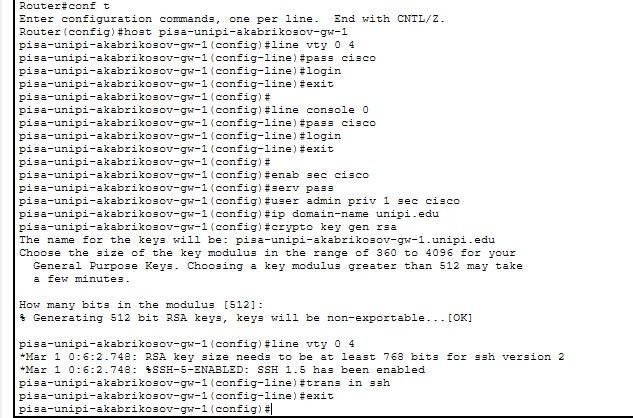 Router#conf t
Enter configuration commands, one per line.  End with CNTL/Z.
Router(config)#host pisa-unipi-akabrikosov-gw-1
pisa-unipi-akabrikosov-gw-1(config)#line vty 0 4
pisa-unipi-akabrikosov-gw-1(config-line)#pass cisco
pisa-unipi-akabrikosov-gw-1(config-line)#login
pisa-unipi-akabrikosov-gw-1(config-line)#exit
pisa-unipi-akabrikosov-gw-1(config)#
pisa-unipi-akabrikosov-gw-1(config)#line console 0
pisa-unipi-akabrikosov-gw-1(config-line)#pass cisco
pisa-unipi-akabrikosov-gw-1(config-line)#login
pisa-unipi-akabrikosov-gw-1(config-line)#exit
pisa-unipi-akabrikosov-gw-1(config)#
pisa-unipi-akabrikosov-gw-1(config)#enab sec cisco
pisa-unipi-akabrikosov-gw-1(config)#serv pass
pisa-unipi-akabrikosov-gw-1(config)#user admin priv 1 sec cisco
pisa-unipi-akabrikosov-gw-1(config)#ip domain-name unipi.edu
pisa-unipi-akabrikosov-gw-1(config)#crypto key gen rsa
The name for the keys will be: pisa-unipi-akabrikosov-gw-1.unipi.edu
Choose the size of the key modulus in the range of 360 to 4096 for your
  General Purpose Keys. Choosing a key modulus greater than 512 may take
  a few minutes.

How many bits in the modulus [512]:
% Generating 512 bit RSA keys, keys will be non-exportable...[OK]

pisa-unipi-akabrikosov-gw-1(config)#line vty 0 4
*Mar 1 0:6:2.748: RSA key size needs to be at least 768 bits for ssh version 2
*Mar 1 0:6:2.748: %SSH-5-ENABLED: SSH 1.5 has been enabled
pisa-unipi-akabrikosov-gw-1(config-line)#trans in ssh
pisa-unipi-akabrikosov-gw-1(config-line)#exit
pisa-unipi-akabrikosov-gw-1(config)#